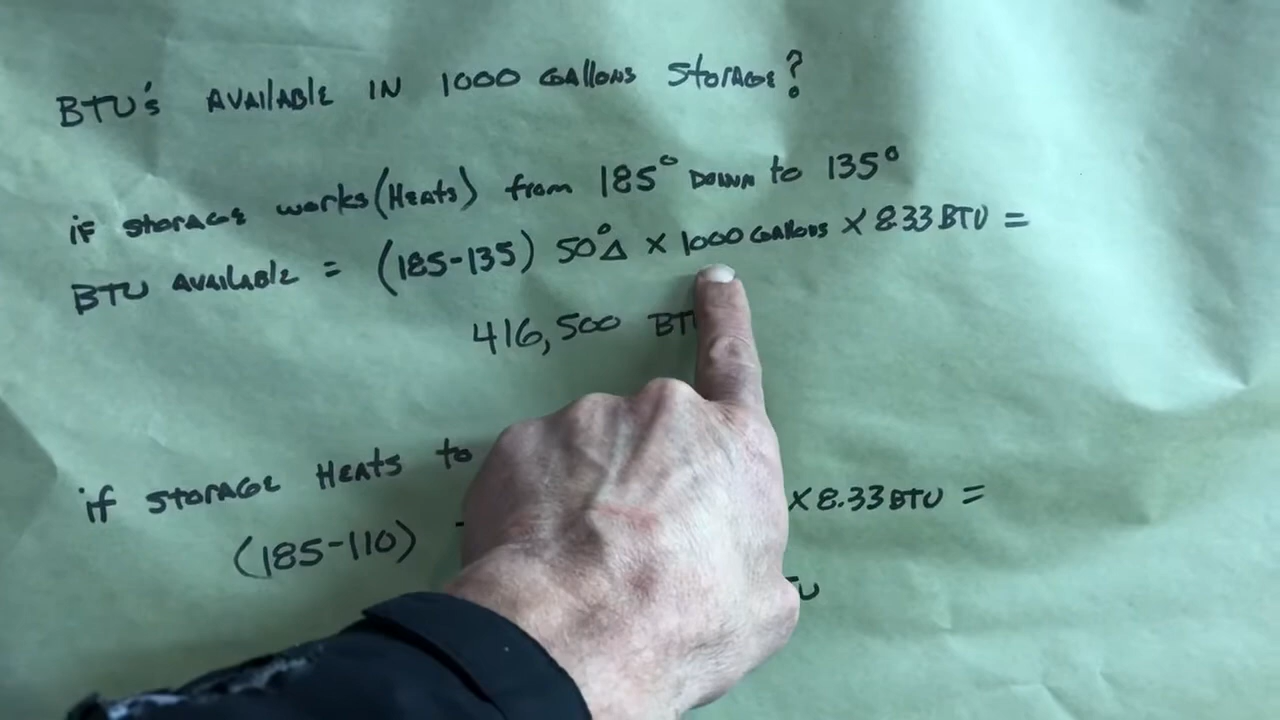 BTU's AVAILABLE IN 1000 GALLONS STORAGE?
if STORAGE works (HEATS) from 185° DOWN to 135°
BTU AVAILABLE = (185-135) 50°Δ x 1000 GALLONS x 8.33 BTU =
416,500 BTU
if STORAGE HEATS to
(185-110) x 8.33 BTU =